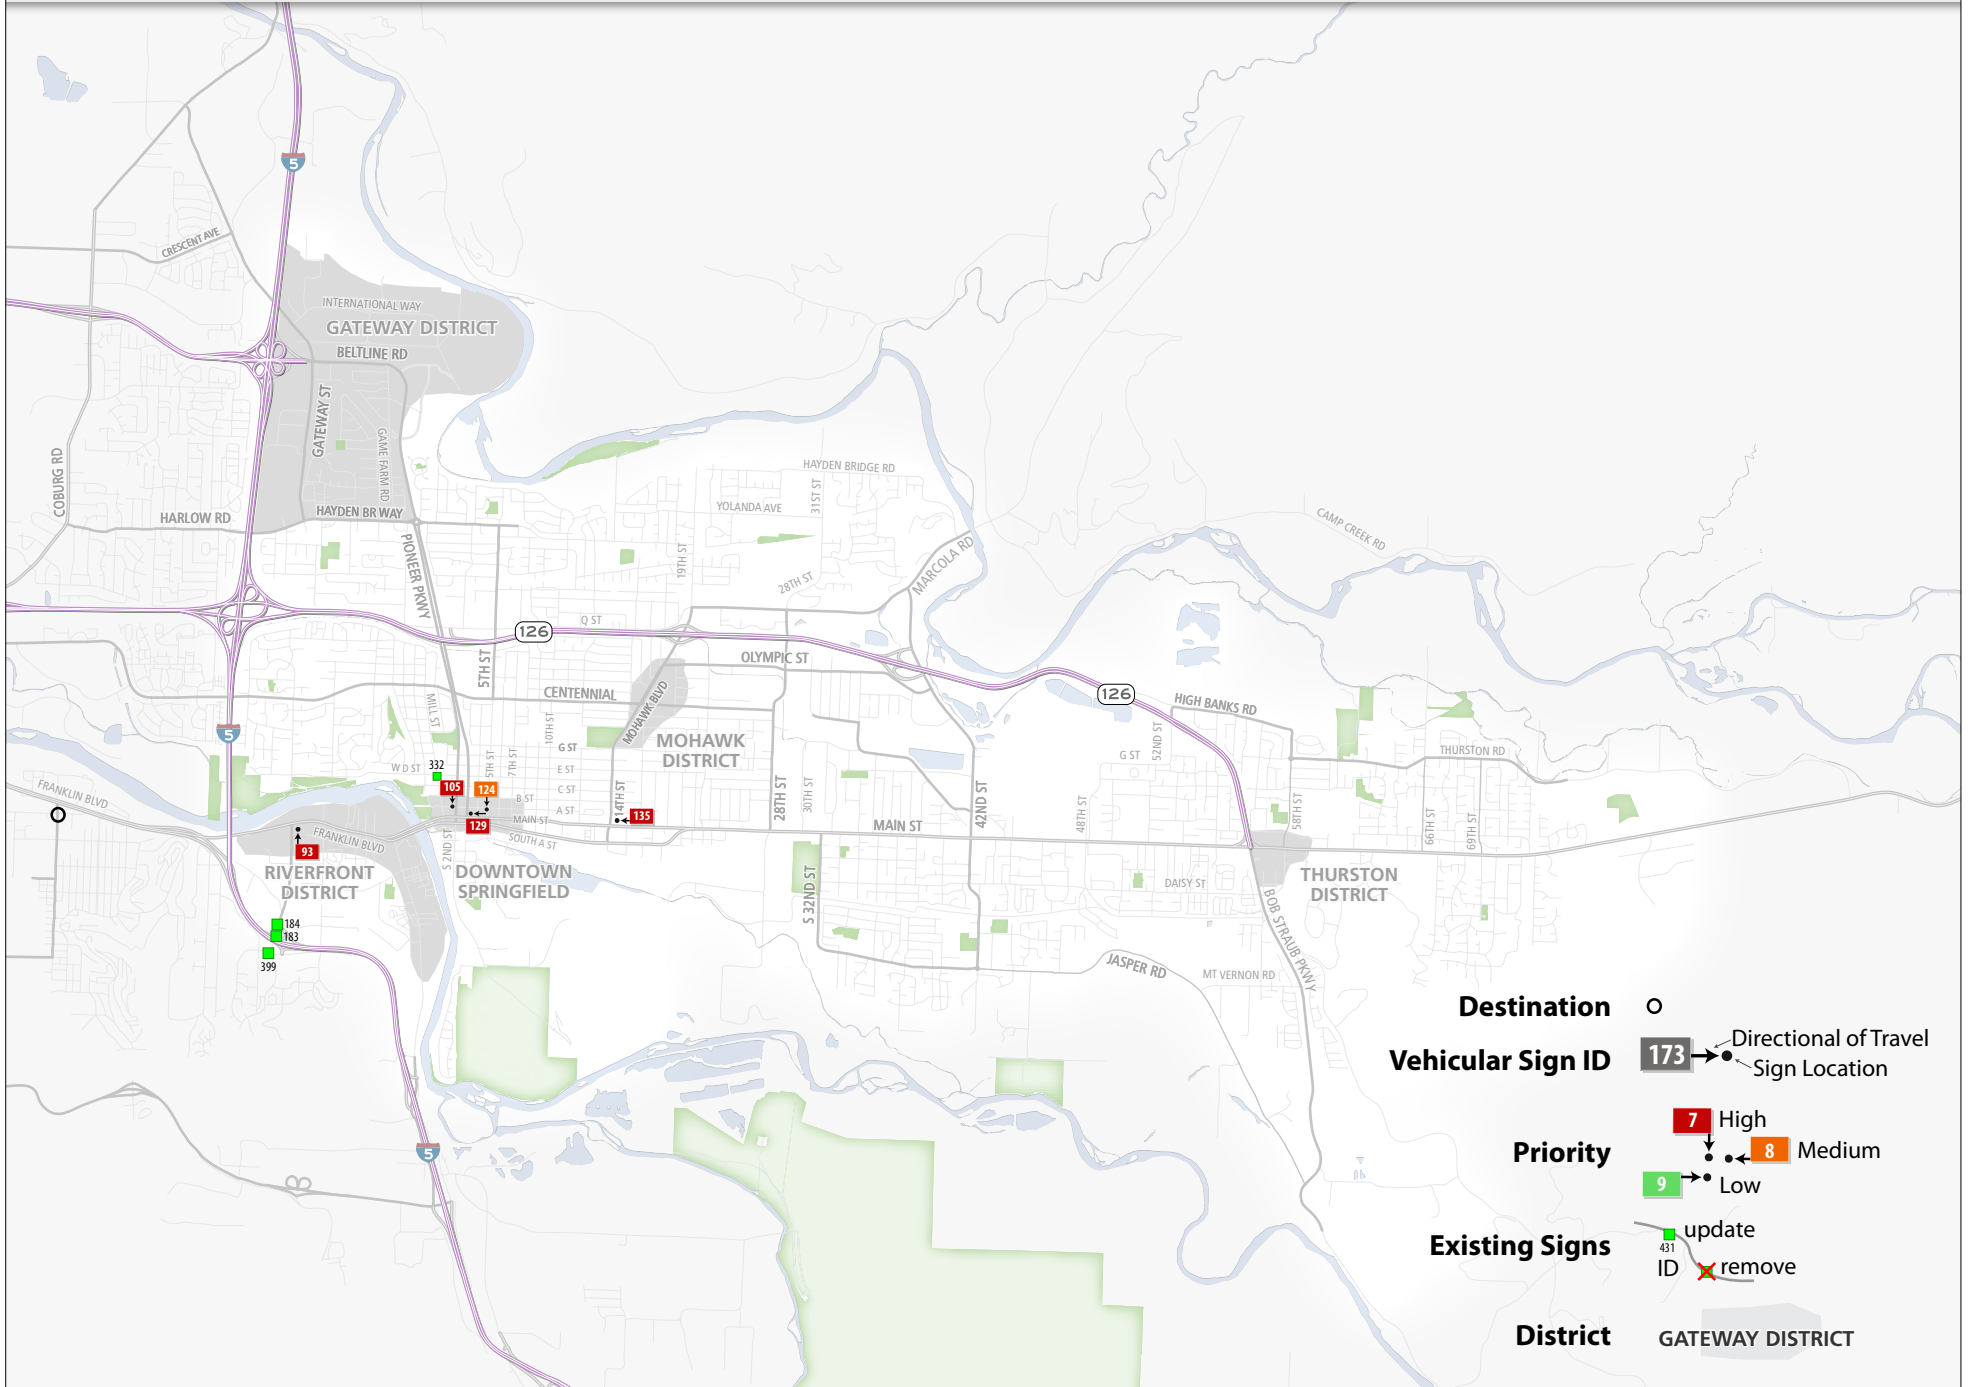 5
CRESCENT AVE
INTERNATIONAL WAY
GATEWAY DISTRICT
BELTLINE RD
GATEWAY ST
GAME FARM RD
COBURG RD
HARLOW RD
HAYDEN BR WAY
PIONEER PKWY
HAYDEN BRIDGE RD
YOLANDA AVE
31ST ST
19TH ST
28TH ST
MARCOLA RD
CAMP CREEK RD
Q ST
126
5TH ST
OLYMPIC ST
CENTENNIAL
MOHAWK BLVD
126
HIGH BANKS RD
52ND ST
G ST
THURSTON RD
MILL ST
10TH ST
5
MOHAWK
DISTRICT
G ST
5TH ST
7TH ST
E ST
W D ST
332
105
124
C ST
B ST
A ST
14TH ST
135
28TH ST
30TH ST
42ND ST
48TH ST
58TH ST
66TH ST
69TH ST
FRANKLIN BLVD
MAIN ST
MAIN ST
129
SOUTH A ST
S 2ND ST
FRANKLIN BLVD
93
RIVERFRONT
DISTRICT
DOWNTOWN
SPRINGFIELD
S 32ND ST
DAISY ST
THURSTON
DISTRICT
BOB STRAUB PKWY
184
183
399
JASPER RD
MT VERNON RD
5
Destination
Vehicular Sign ID
173
Directional of Travel
Sign Location
Priority
7
High
8
Medium
9
Low
Existing Signs
update
431
ID
remove
District
GATEWAY DISTRICT